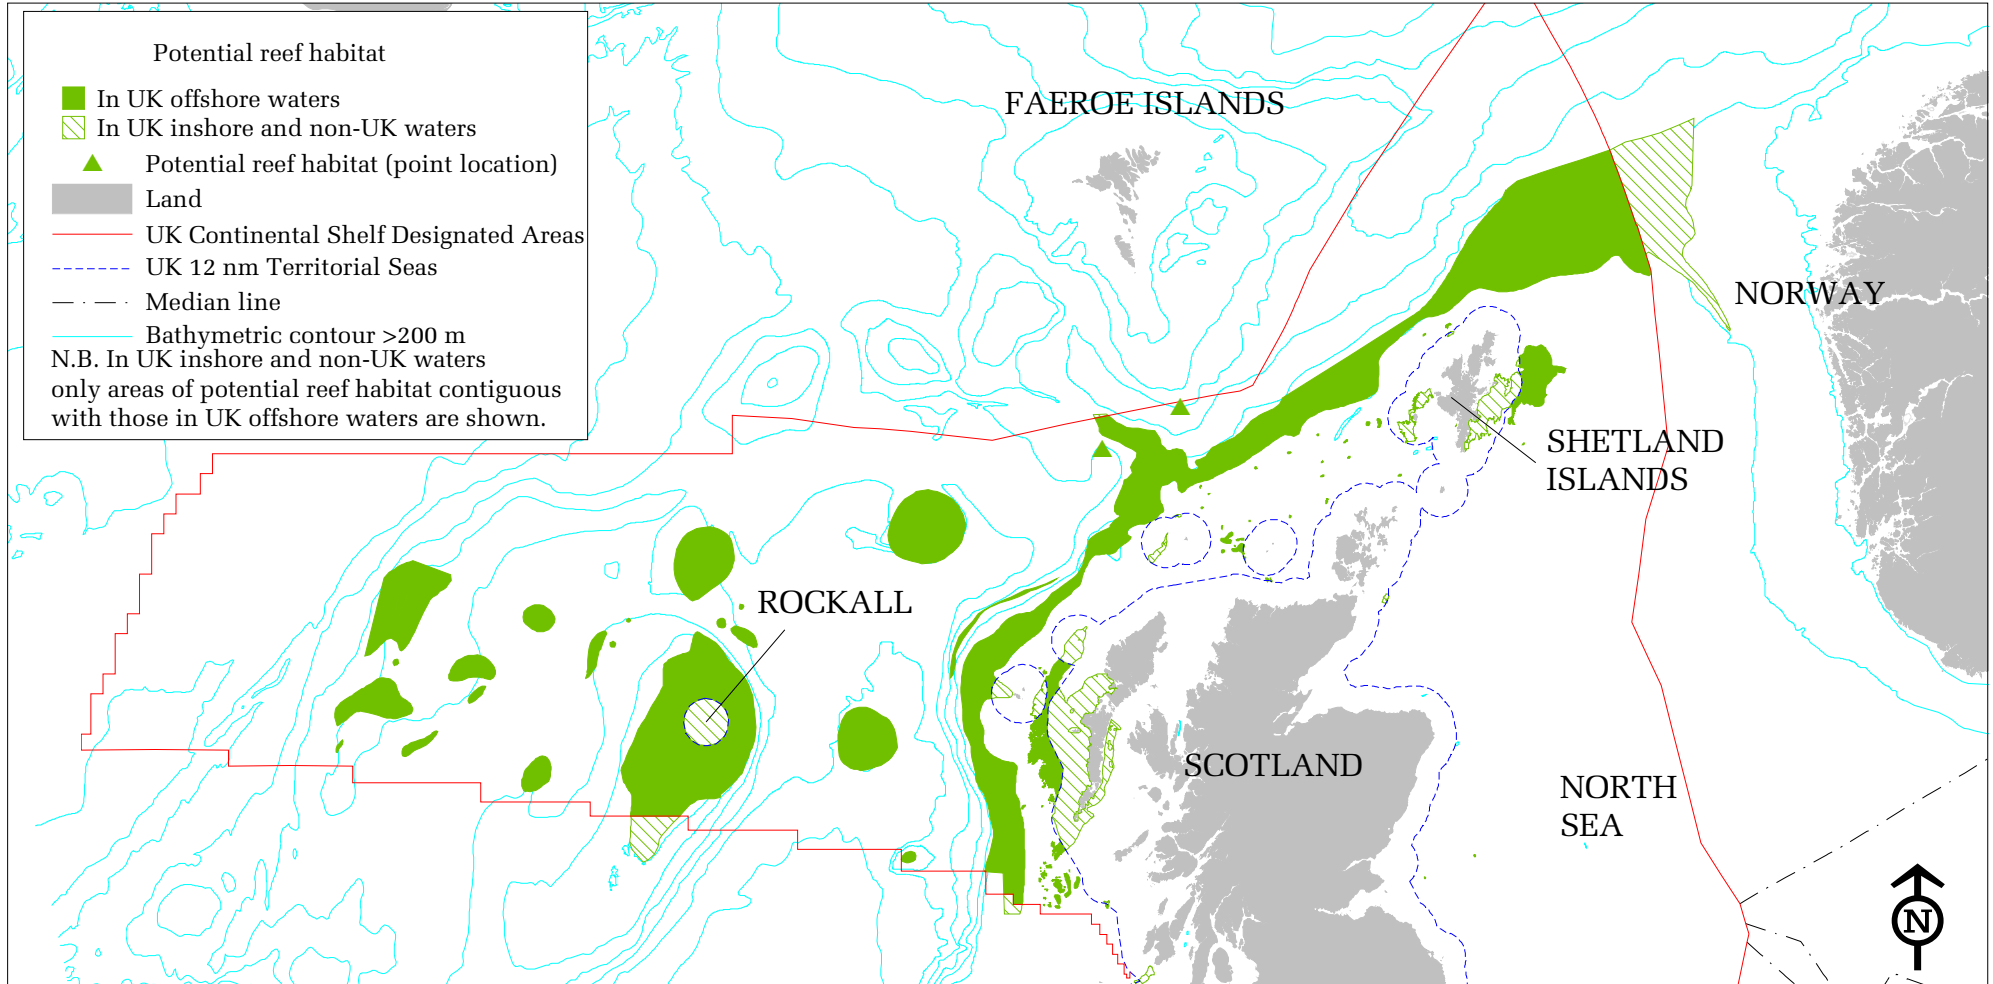 Potential reef habitat
In UK offshore waters
In UK inshore and non-UK waters
Potential reef habitat (point location)
Land
UK Continental Shelf Designated Areas
UK 12 nm Territorial Seas
Median line
Bathymetric contour >200 m
N.B. In UK inshore and non-UK waters
only areas of potential reef habitat contiguous
with those in UK offshore waters are shown.
FAEROE ISLANDS
NORWAY
SHETLAND
ISLANDS
ROCKALL
SCOTLAND
NORTH
SEA
N